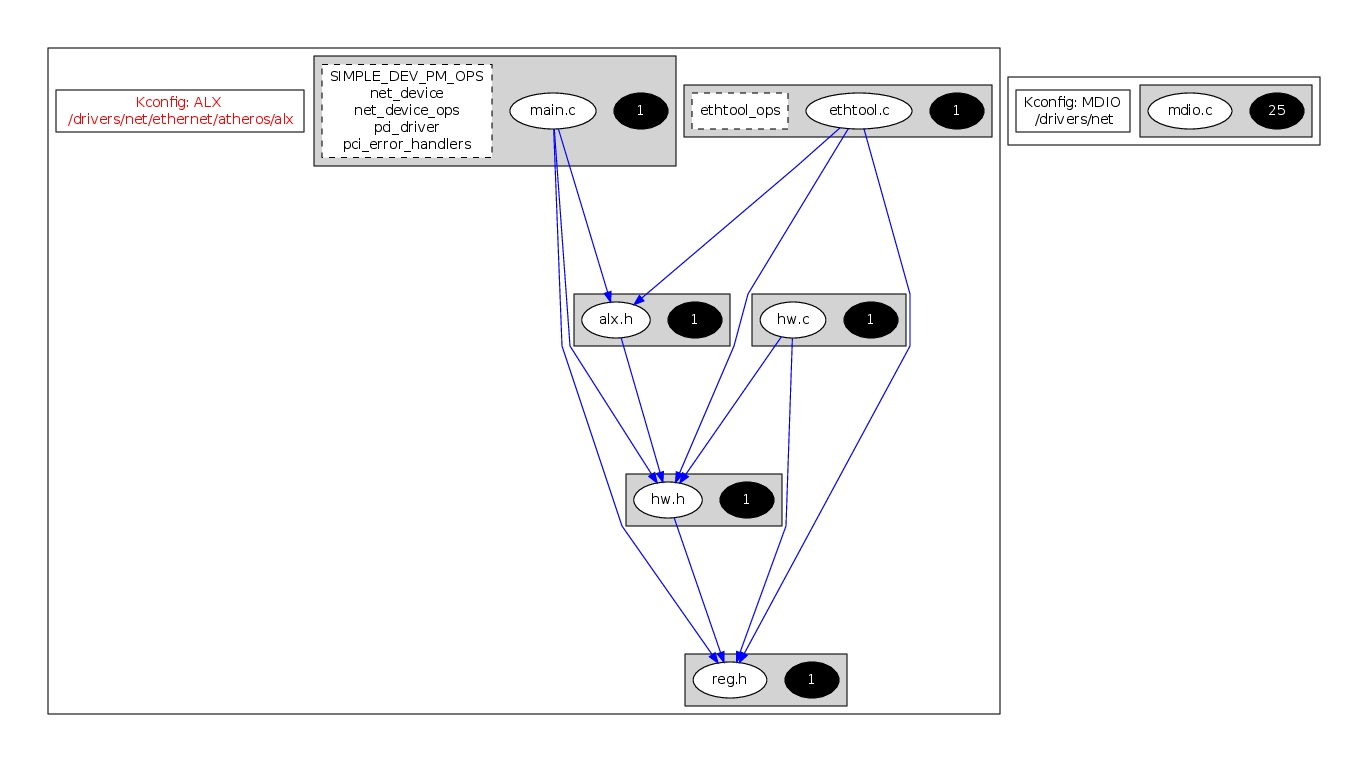 Kconfig: ALX
/drivers/net/ethernet/atheros/alx
SIMPLE_DEV_PM_OPS
net_device
net_device_ops
pci_driver
pci_error_handlers
main.c
1
ethtool_ops
ethtool.c
1
Kconfig: MDIO
/drivers/net
mdio.c
25
alx.h
1
hw.c
1
hw.h
1
reg.h
1